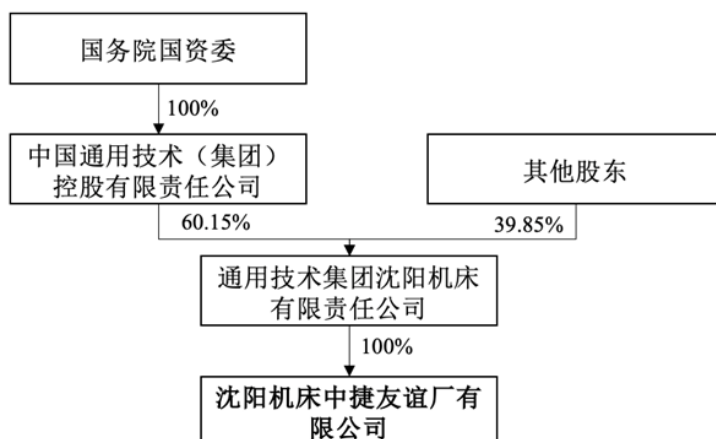 国务院国资委
100%
中国通用技术（集团）
控股有限责任公司
其他股东
60.15%
39.85%
通用技术集团沈阳机床
有限责任公司
100%
沈阳机床中捷友谊厂有
限公司